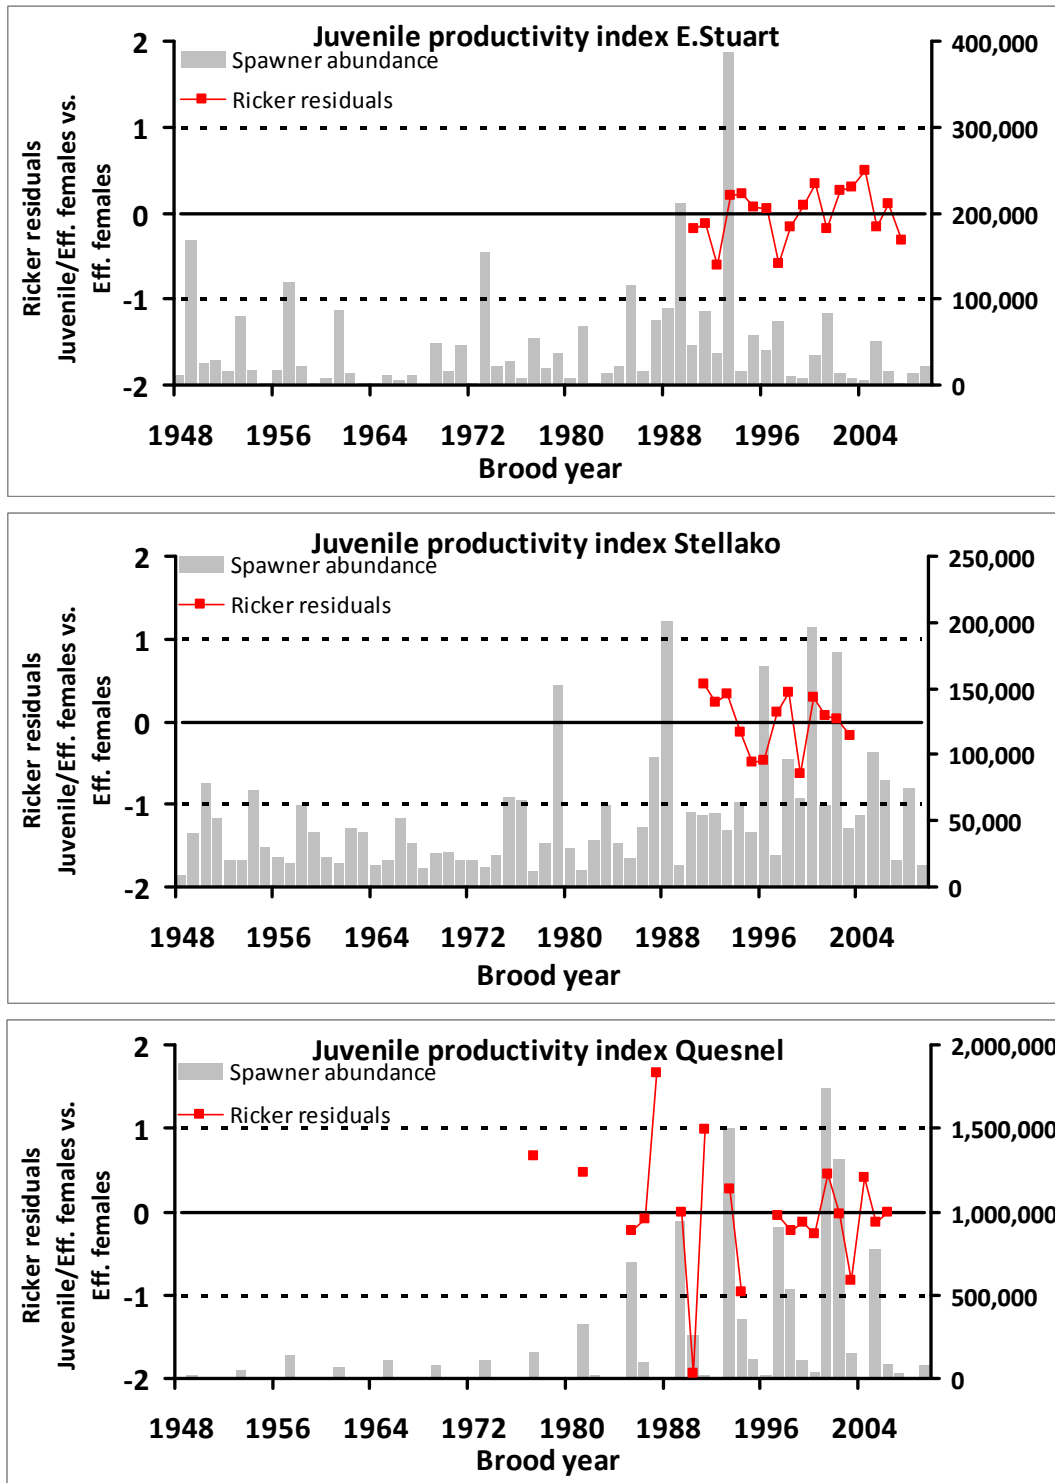 Juvenile productivity index E.Stuart
Spawner abundance
Ricker residuals
Ricker residuals
Juvenile/Eff. females vs.
Eff. females
2
1
0
-1
-2
400,000
300,000
200,000
100,000
0
1948 1956 1964 1972 1980 1988 1996 2004
Brood year
Juvenile productivity index Stellako
Spawner abundance
Ricker residuals
Ricker residuals
Juvenile/Eff. females vs.
Eff. females
2
1
0
-1
-2
250,000
200,000
150,000
100,000
50,000
0
1948 1956 1964 1972 1980 1988 1996 2004
Brood year
Juvenile productivity index Quesnel
Spawner abundance
Ricker residuals
Ricker residuals
Juvenile/Eff. females vs.
Eff. females
2
1
0
-1
-2
2,000,000
1,500,000
1,000,000
500,000
0
1948 1956 1964 1972 1980 1988 1996 2004
Brood year